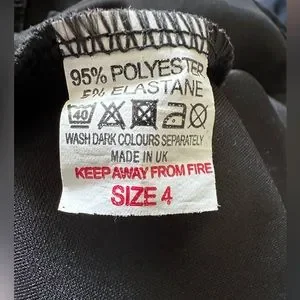 95% POLYESTER
5% ELASTANE
40
WASH DARK COLOURS SEPARATELY
MADE IN UK
KEEP AWAY FROM FIRE
SIZE 4